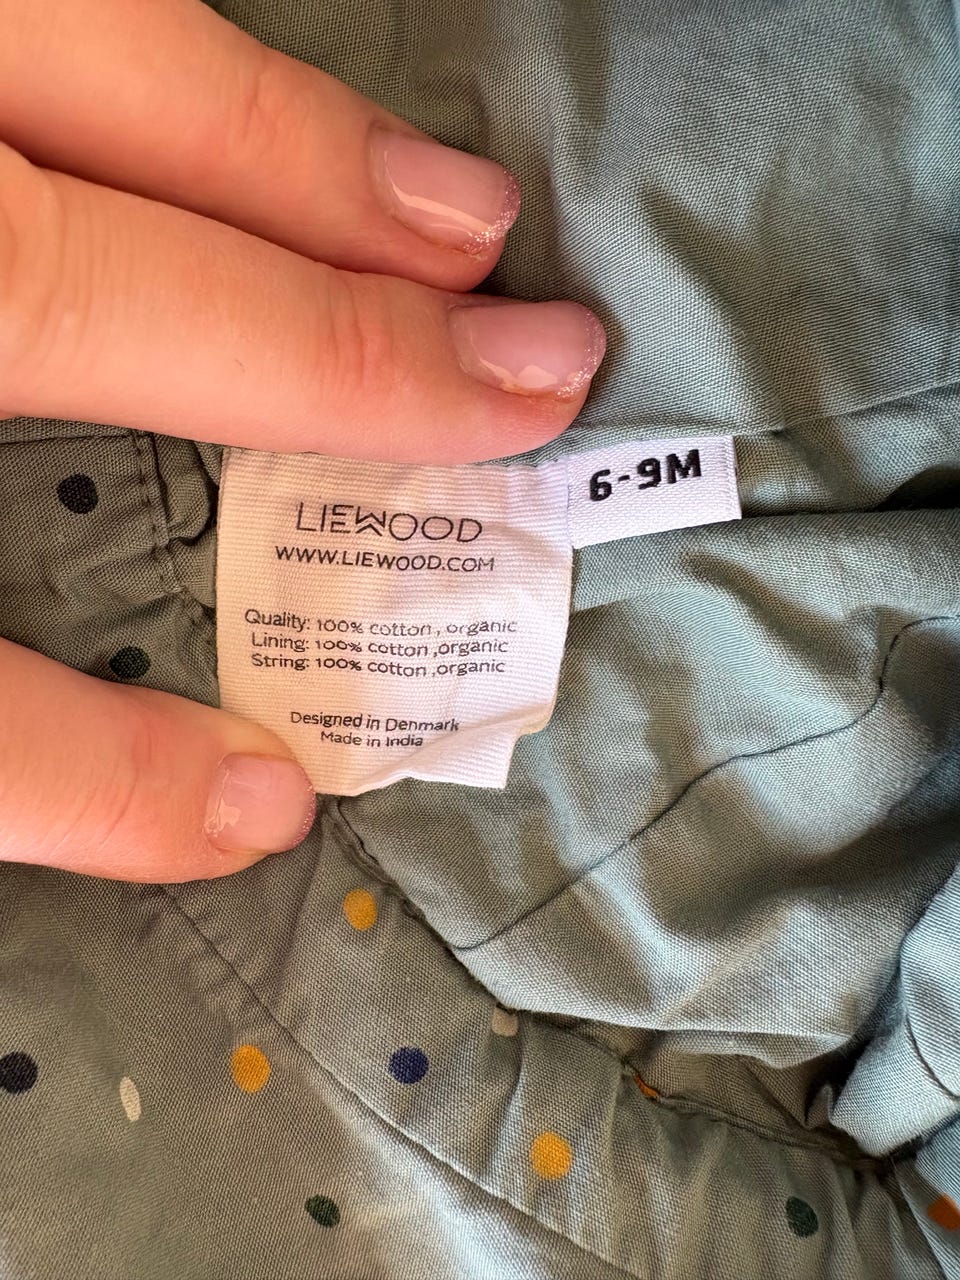 LIEWOOD
WWW.LIEWOOD.COM
6-9M
Quality: 100% cotton , organic
Lining: 100% cotton ,organic
String: 100% cotton ,organic
Designed in Denmark
Made in India